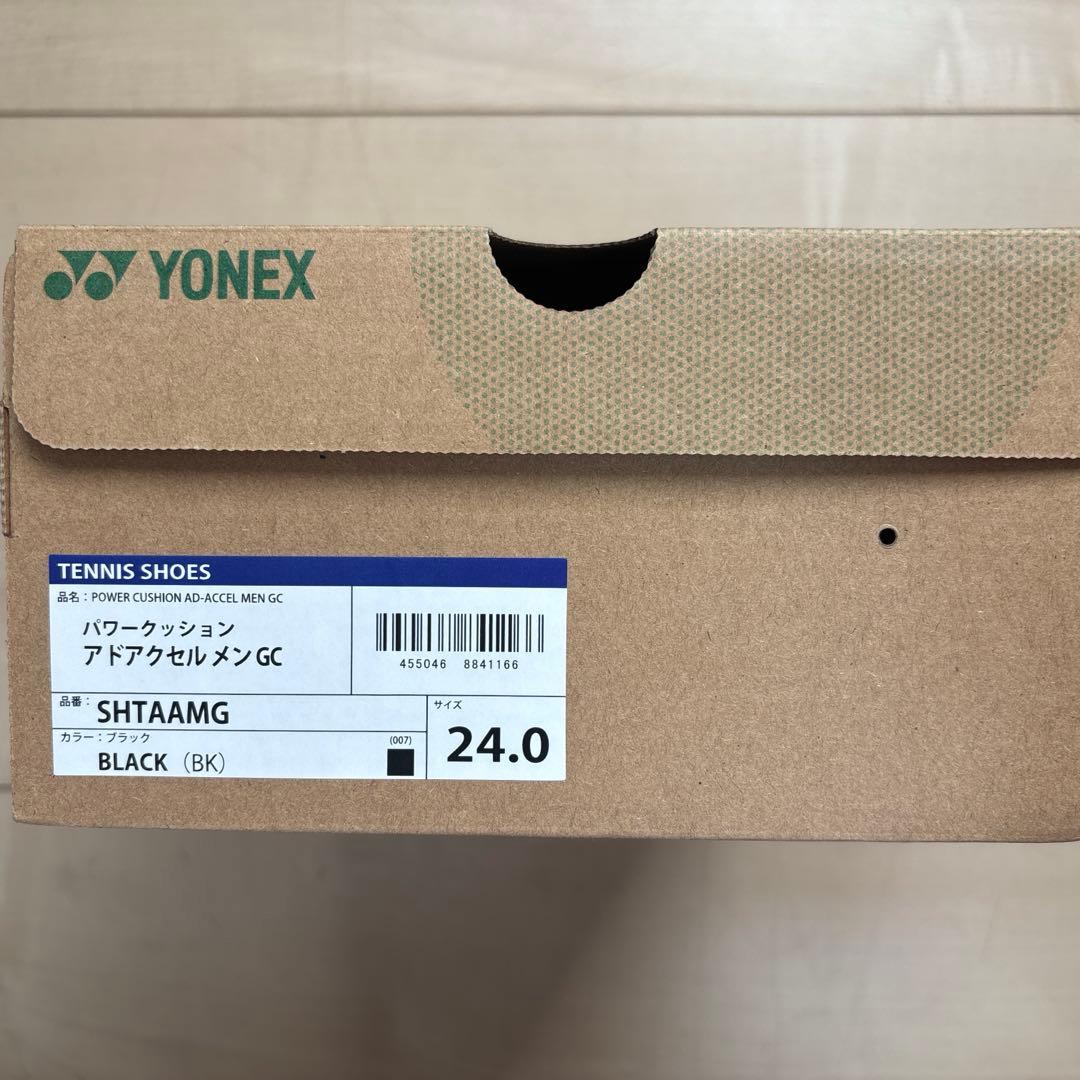 YONEX
TENNIS SHOES
品名：POWER CUSHION AD-ACCEL MEN GC
パワークッション
アドアクセル メン GC
455046 8841166
品番：
SHTAAMG
カラー：ブラック
BLACK（BK）
(007)
サイズ
24.0